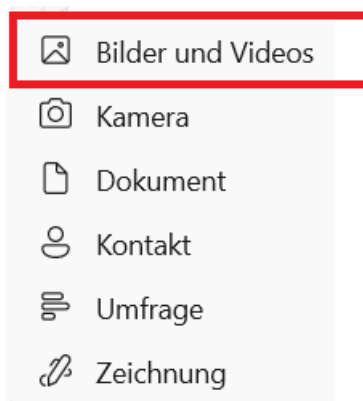 Bilder und Videos
Kamera
Dokument
Kontakt
Umfrage
Zeichnung